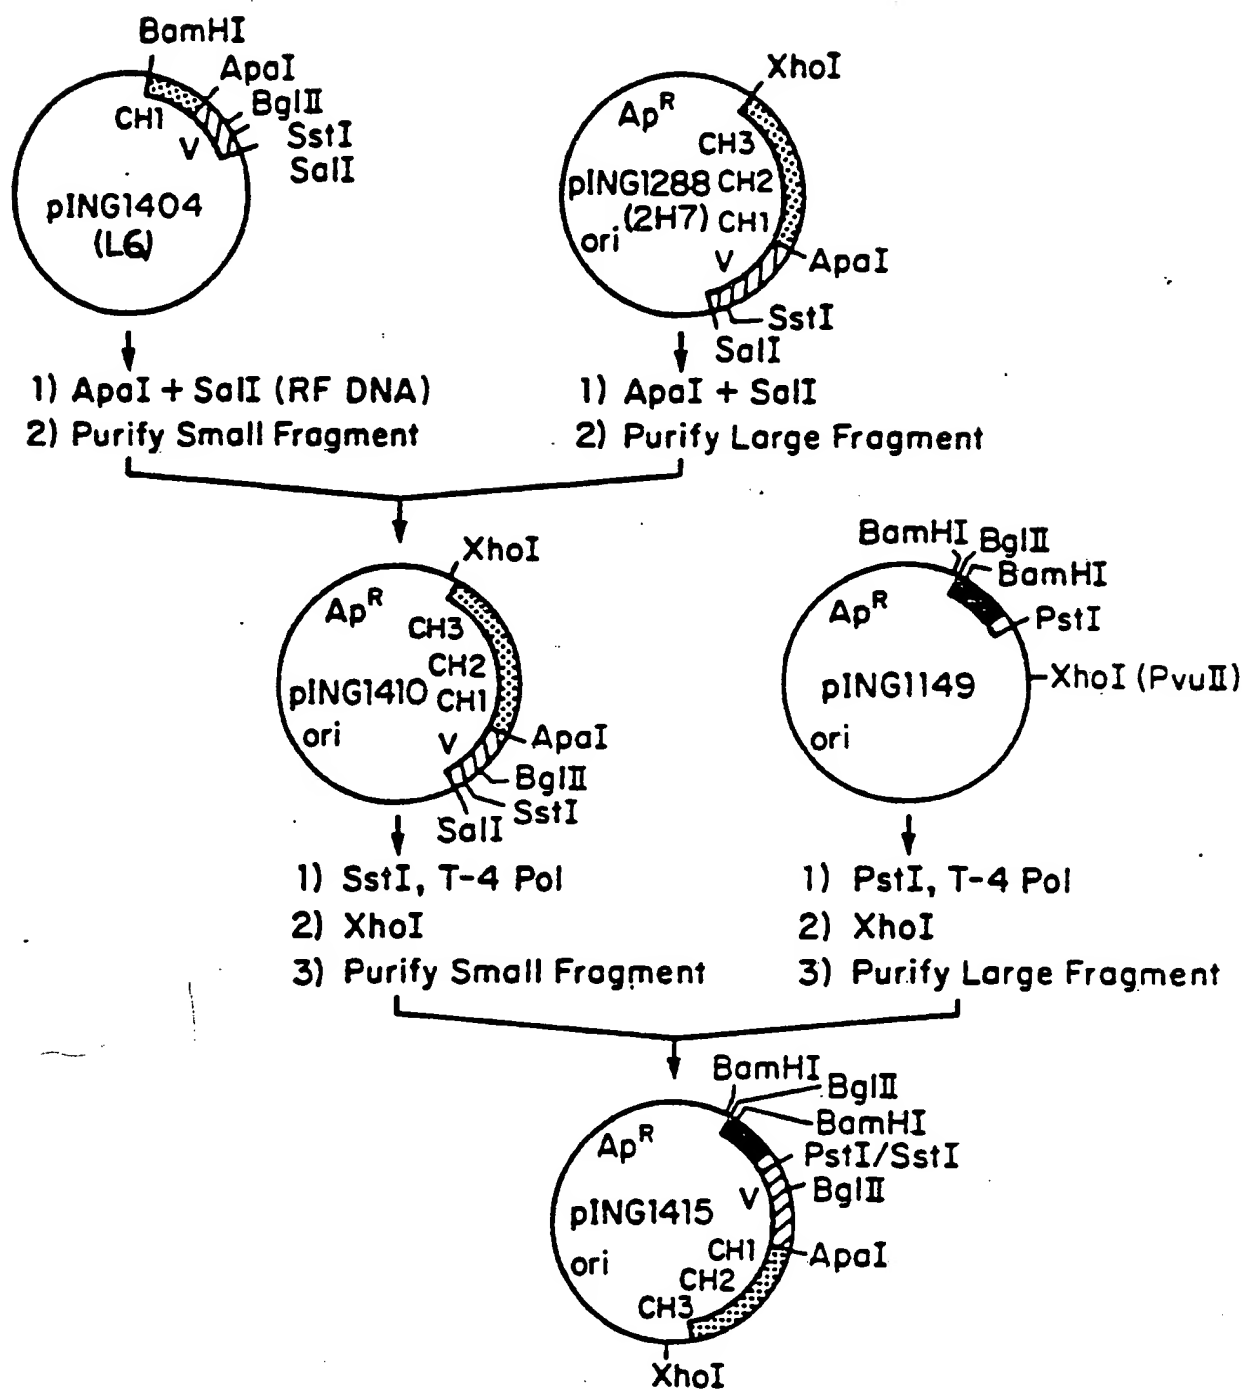 BamHI
ApaI
BglII
SstI
SalI
CH1
V
pING1404
(L6)
XhoI
Ap^R
CH3
pING1288 CH2
(2H7) CH1
ori
V
ApaI
SstI
SalI
1) ApaI + SalI (RF DNA)
2) Purify Small Fragment
1) ApaI + SalI
2) Purify Large Fragment
XhoI
Ap^R
CH3
CH2
pING1410 CH1
ori
V
ApaI
BglII
SstI
SalI
BamHI
BglII
BamHI
Ap^R
PstI
XhoI (PvuII)
pING1149
ori
1) SstI, T-4 Pol
2) XhoI
3) Purify Small Fragment
1) PstI, T-4 Pol
2) XhoI
3) Purify Large Fragment
BamHI
BglII
BamHI
Ap^R
PstI/SstI
BglII
V
pING1415
CH1
ori
ApaI
CH2
CH3
XhoI